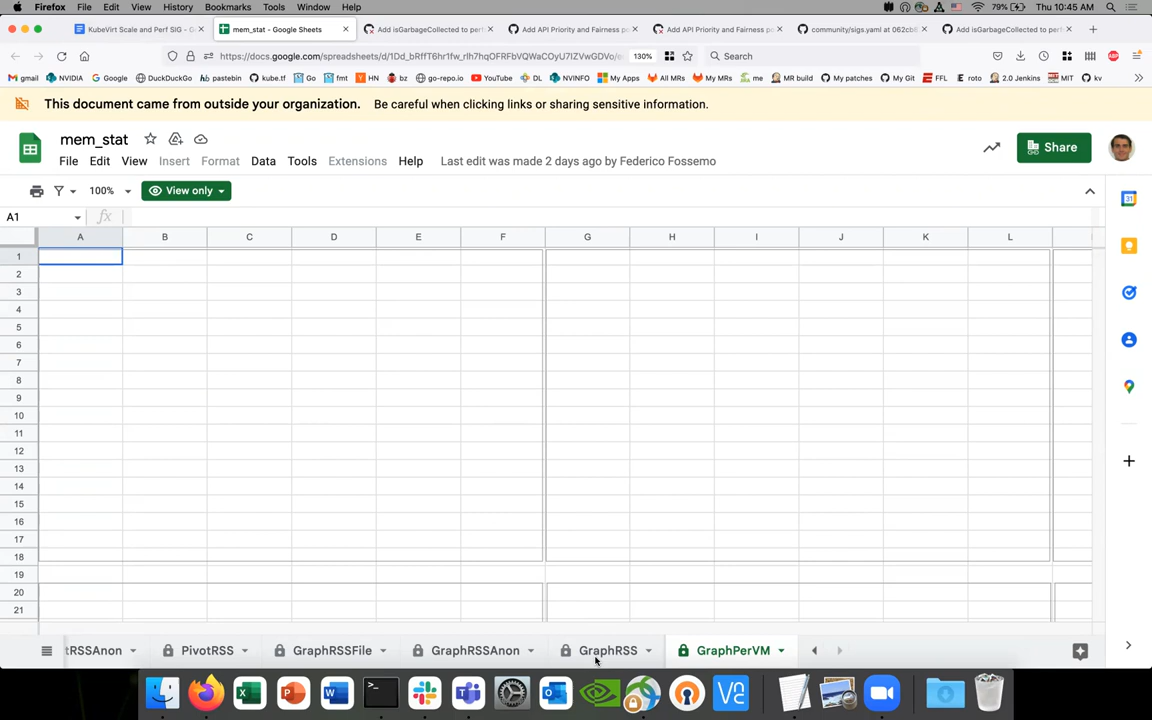 Firefox File Edit View History Bookmarks Tools Window Help 79% Thu 10:45 AM
KubeVirt Scale and Perf SIG - G mem_stat - Google Sheets Add isGarbageCollected to perf Add API Priority and Fairness po Add API Priority and Fairness po community/sigs.yaml at 062cb Add isGarbageCollected to perf
130% Search
gmail NVIDIA Google DuckDuckGo pastebin kube.tf Go fmt HN bz go-repo.io YouTube DL NVINFO My Apps All MRs My MRs me MR build My patches My Git FFL roto 2.0 Jenkins MIT kv
This document came from outside your organization. Be careful when clicking links or sharing sensitive information.
mem_stat
Share
File Edit View Insert Format Data Tools Extensions Help Last edit was made 2 days ago by Federico Fossemo
100% View only
A1 fx
A B C D E F G H I J K L
1
2
3
4
5
6
7
8
9
10
11
12
13
14
15
16
17
18
19
20
21
tRSSAnon PivotRSS GraphRSSFile GraphRSSAnon GraphRSS GraphPerVM